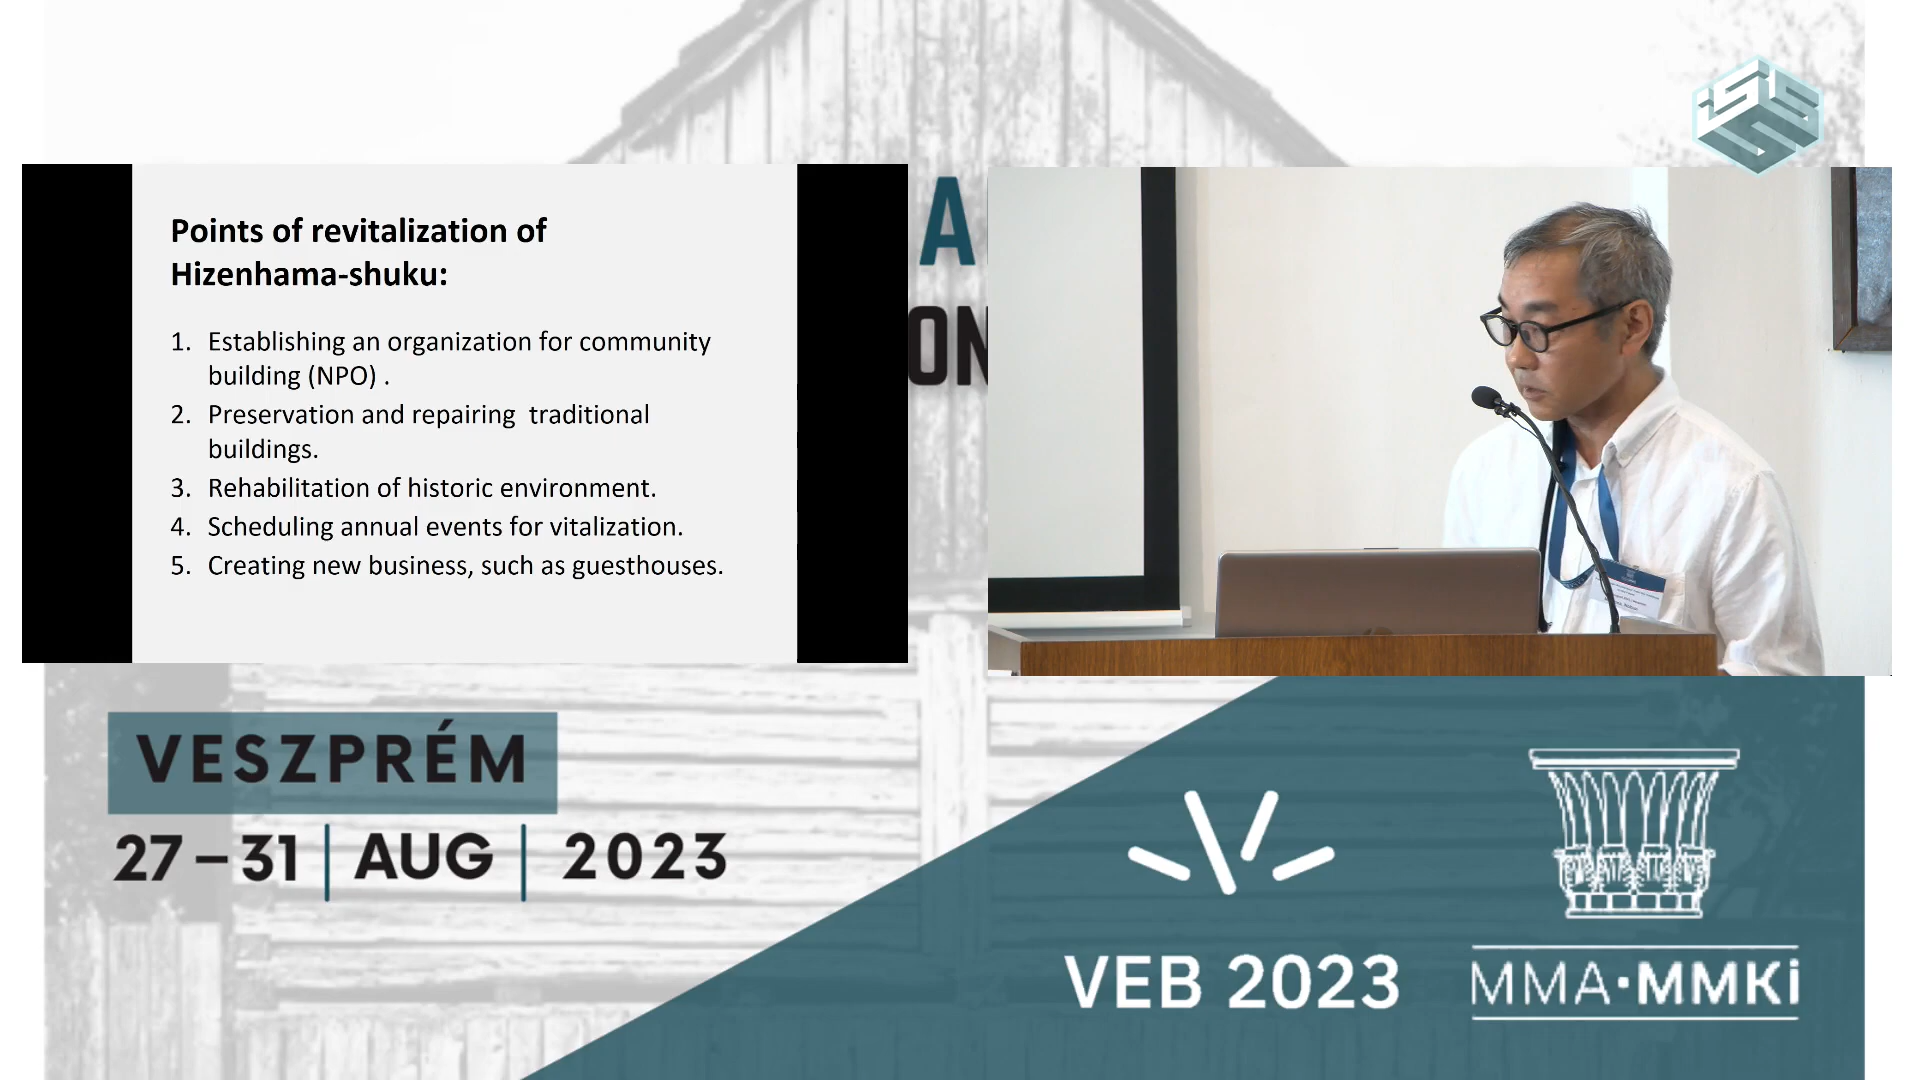 Points of revitalization of
Hizenhama-shuku:
1. Establishing an organization for community
building (NPO) .
2. Preservation and repairing  traditional
buildings.
3. Rehabilitation of historic environment.
4. Scheduling annual events for vitalization.
5. Creating new business, such as guesthouses.
A
ON
VESZPRÉM
27–31 | AUG | 2023
VEB 2023
MMA·MMKi